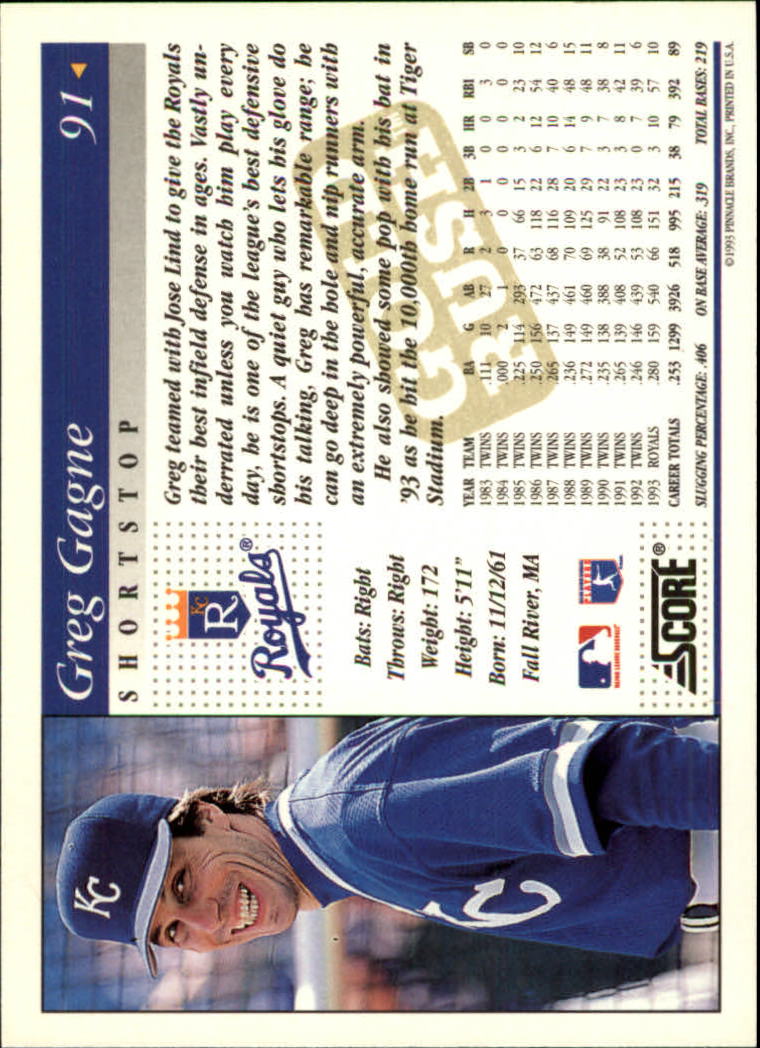 Greg Gagne 91
SHORTSTOP
KC
R
Royals®
Bats: Right
Throws: Right
Weight: 172
Height: 5'11"
Born: 11/12/61
Fall River, MA
MAJOR LEAGUE BASEBALL
PLAYERS
SCORE®
Greg teamed with Jose Lind to give the Royals
their best infield defense in ages. Vastly un-
derrated unless you watch him play every
day, he is one of the league's best defensive
shortstops. A quiet guy who lets his glove do
his talking, Greg has remarkable range; he
can go deep in the hole and nip runners with
an extremely powerful, accurate arm.
He also showed some pop with his bat in
'93 as he hit the 10,000th home run at Tiger
Stadium.
GOLD
RUSH
™
YEAR TEAM BA G AB R H 2B 3B HR RBI SB
1983 TWINS .111 10 27 2 3 1 0 0 3 0
1984 TWINS .000 2 1 0 0 0 0 0 0 0
1985 TWINS .225 114 293 37 66 15 3 2 23 10
1986 TWINS .250 156 472 63 118 22 6 12 54 12
1987 TWINS .265 137 437 68 116 28 7 10 40 6
1988 TWINS .236 149 461 70 109 20 6 14 48 15
1989 TWINS .272 149 460 69 125 29 7 9 48 11
1990 TWINS .235 138 388 38 91 22 3 7 38 8
1991 TWINS .265 139 408 52 108 23 3 8 42 11
1992 TWINS .246 146 439 53 108 23 0 7 39 6
1993 ROYALS .280 159 540 66 151 32 3 10 57 10
CAREER TOTALS .253 1299 3926 518 995 215 38 79 392 89
SLUGGING PERCENTAGE: .406 ON BASE AVERAGE: .319 TOTAL BASES: 219
©1993 PINNACLE BRANDS, INC., PRINTED IN U.S.A.
KC
C